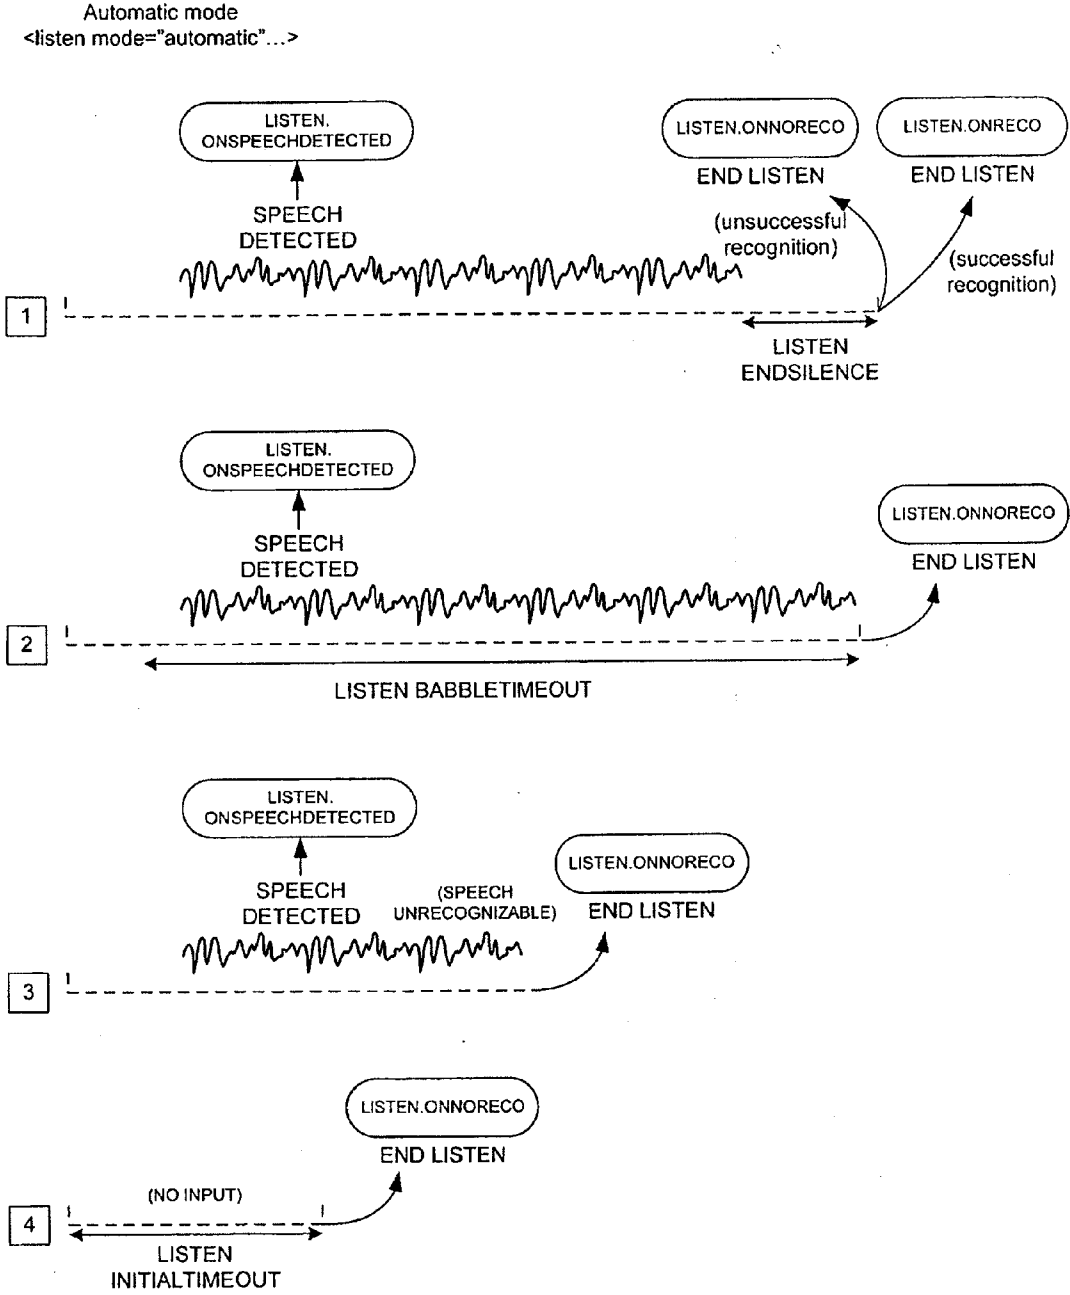 Automatic mode
<listen mode="automatic"...>
LISTEN.
ONSPEECHDETECTED
LISTEN.ONNORECO
LISTEN.ONRECO
END LISTEN
END LISTEN
SPEECH
DETECTED
(unsuccessful
recognition)
(successful
recognition)
1
LISTEN
ENDSILENCE
LISTEN.
ONSPEECHDETECTED
LISTEN.ONNORECO
END LISTEN
SPEECH
DETECTED
2
LISTEN BABBLETIMEOUT
LISTEN.
ONSPEECHDETECTED
LISTEN.ONNORECO
END LISTEN
SPEECH
DETECTED
(SPEECH
UNRECOGNIZABLE)
3
LISTEN.ONNORECO
END LISTEN
(NO INPUT)
4
LISTEN
INITIALTIMEOUT